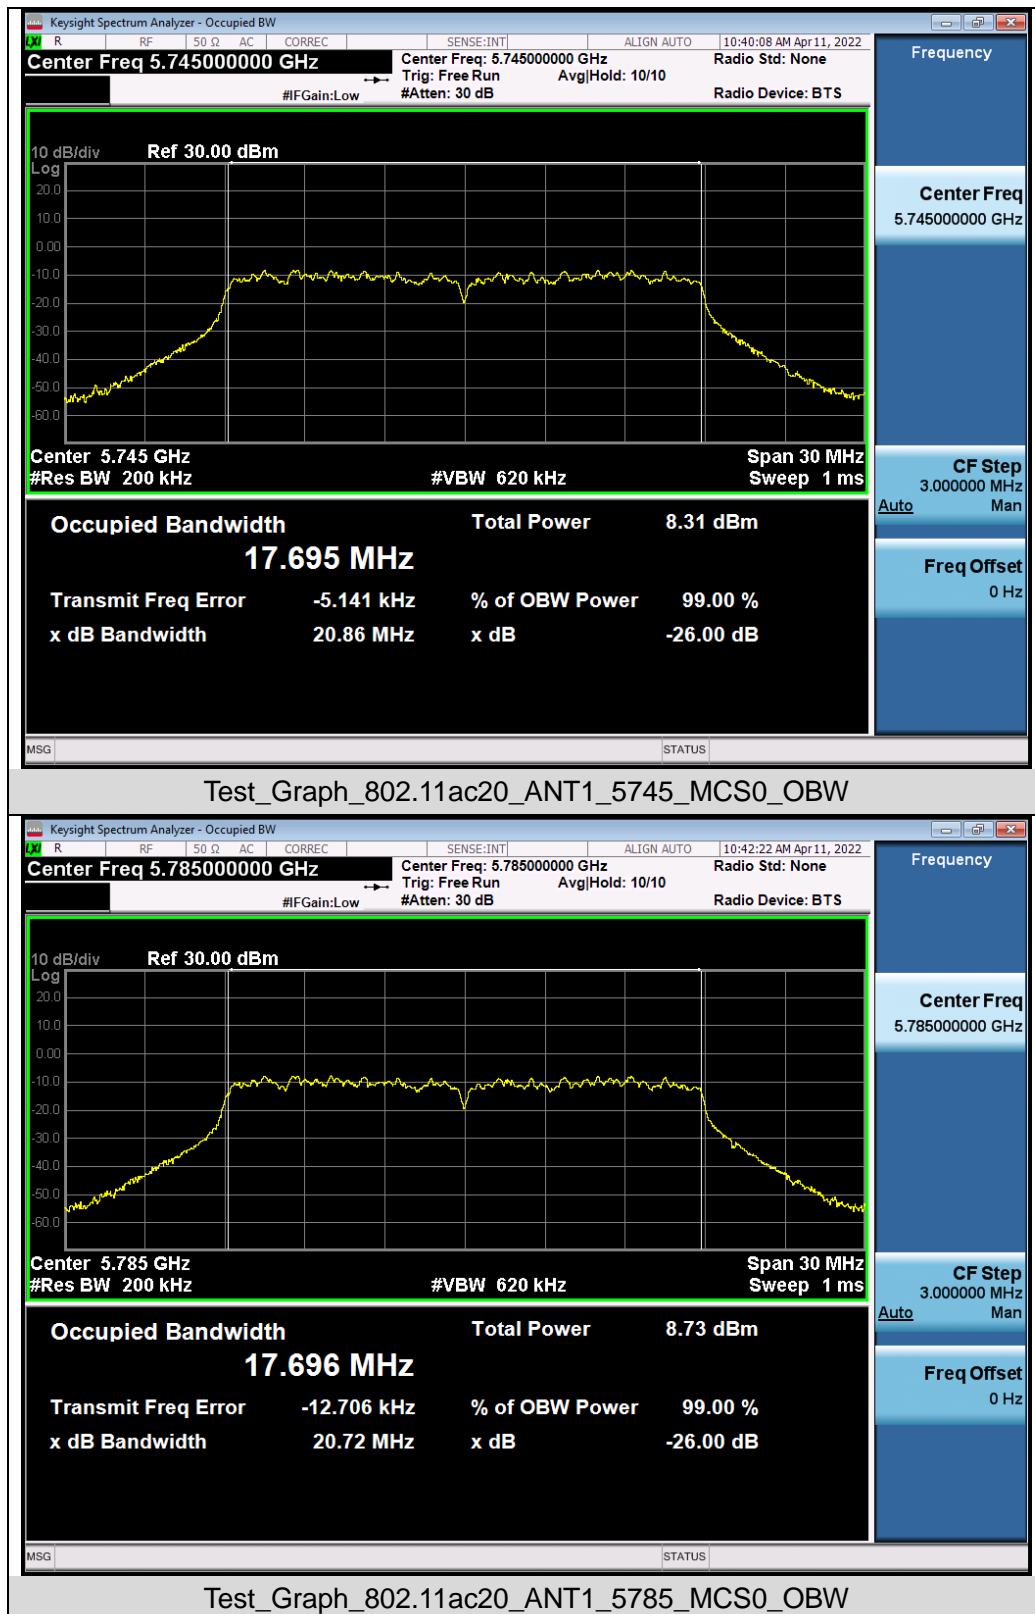 Keysight Spectrum Analyzer - Occupied BW
LXI R RF 50 Ω AC CORREC SENSE:INT ALIGN AUTO 10:40:08 AM Apr 11, 2022
Center Freq 5.745000000 GHz
Center Freq: 5.745000000 GHz
Radio Std: None
Trig: Free Run Avg|Hold: 10/10
#IFGain:Low
#Atten: 30 dB
Radio Device: BTS
Frequency
10 dB/div Ref 30.00 dBm
Log
20.0
10.0
0.00
-10.0
-20.0
-30.0
-40.0
-50.0
-60.0
Center Freq
5.745000000 GHz
Center 5.745 GHz Span 30 MHz
#Res BW 200 kHz #VBW 620 kHz Sweep 1 ms
CF Step
3.000000 MHz
Auto Man
Freq Offset
0 Hz
Occupied Bandwidth Total Power 8.31 dBm
17.695 MHz
Transmit Freq Error -5.141 kHz % of OBW Power 99.00 %
x dB Bandwidth 20.86 MHz x dB -26.00 dB
MSG STATUS
Test_Graph_802.11ac20_ANT1_5745_MCS0_OBW
Keysight Spectrum Analyzer - Occupied BW
LXI R RF 50 Ω AC CORREC SENSE:INT ALIGN AUTO 10:42:22 AM Apr 11, 2022
Center Freq 5.785000000 GHz
Center Freq: 5.785000000 GHz
Radio Std: None
Trig: Free Run Avg|Hold: 10/10
#IFGain:Low
#Atten: 30 dB
Radio Device: BTS
Frequency
10 dB/div Ref 30.00 dBm
Log
20.0
10.0
0.00
-10.0
-20.0
-30.0
-40.0
-50.0
-60.0
Center Freq
5.785000000 GHz
Center 5.785 GHz Span 30 MHz
#Res BW 200 kHz #VBW 620 kHz Sweep 1 ms
CF Step
3.000000 MHz
Auto Man
Freq Offset
0 Hz
Occupied Bandwidth Total Power 8.73 dBm
17.696 MHz
Transmit Freq Error -12.706 kHz % of OBW Power 99.00 %
x dB Bandwidth 20.72 MHz x dB -26.00 dB
MSG STATUS
Test_Graph_802.11ac20_ANT1_5785_MCS0_OBW